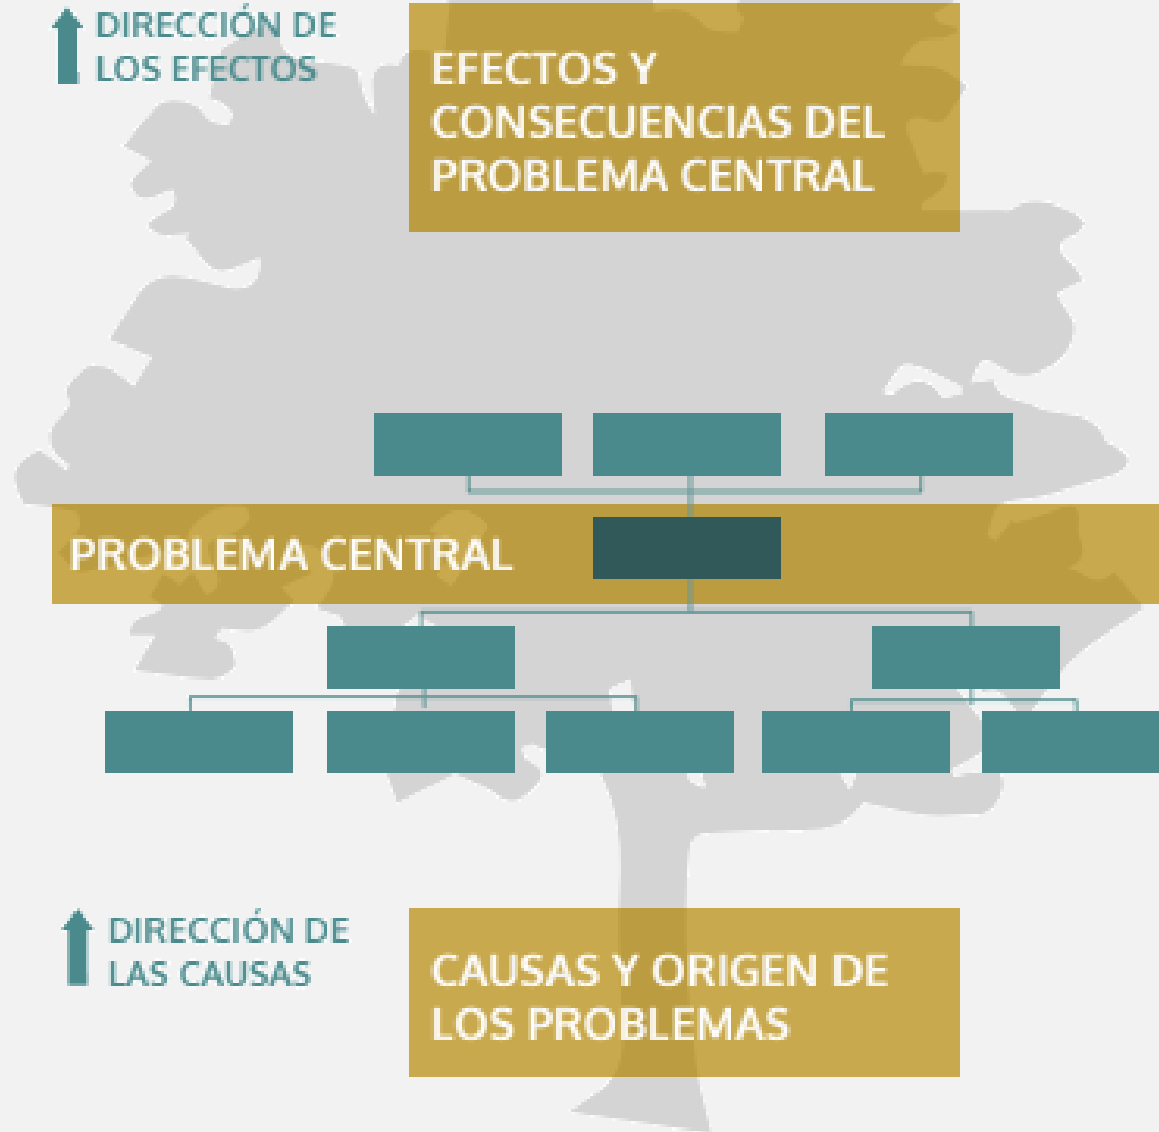 DIRECCIÓN DE
LOS EFECTOS
EFECTOS Y
CONSECUENCIAS DEL
PROBLEMA CENTRAL
PROBLEMA CENTRAL
DIRECCIÓN DE
LAS CAUSAS
CAUSAS Y ORIGEN DE
LOS PROBLEMAS